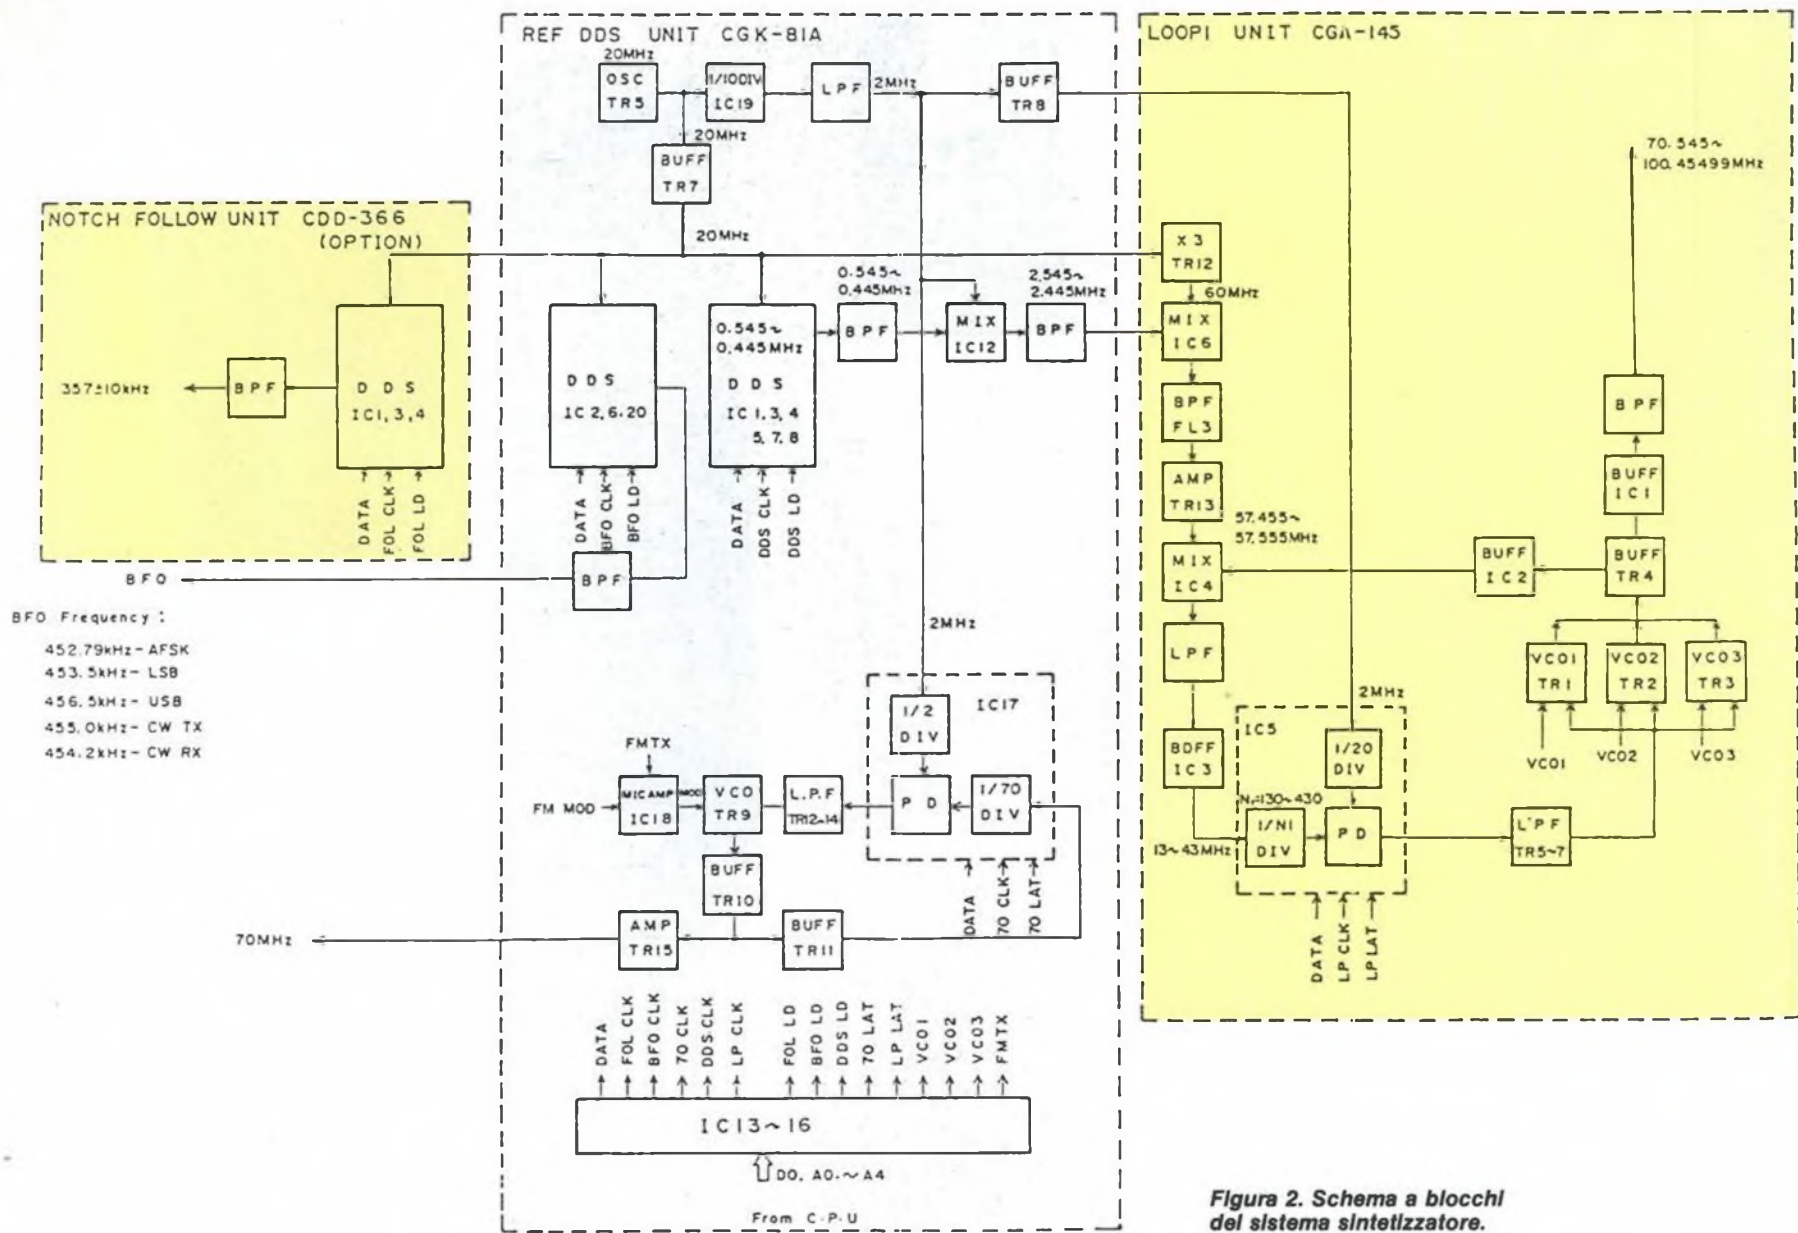 REF DDS UNIT CGK-81A
20MHz
OSC
TR5
1/10DIV
IC19
LPF
2MHz
BUFF
TR8
20MHz
BUFF
TR7
20MHz
NOTCH FOLLOW UNIT CDD-366
(OPTION)
357±10kHz
BPF
DDS
IC1,3,4
DATA
FOL CLK
FOL LD
DDS
IC2,6.20
DATA
BFO CLK
BFO LD
0.545~
0.445MHz
DDS
IC1,3,4
5,7,8
DATA
DDS CLK
DDS LD
0.545~
0.445MHz
BPF
MIX
IC12
2.545~
2.445MHz
BPF
BFO
BPF
BFO Frequency:
452.79kHz-AFSK
453.5kHz-LSB
456.5kHz-USB
455.0kHz-CW TX
454.2kHz-CW RX
2MHz
IC17
1/2
DIV
PD
1/70
DIV
DATA
70 CLK
70 LAT
FMTX
FM MOD
MICAMP
IC18
MOD
VCO
TR9
L.P.F
TR12~14
BUFF
TR10
70MHz
AMP
TR15
BUFF
TR11
DATA
FOL CLK
BFO CLK
70 CLK
DDS CLK
LP CLK
FOL LD
BFO LD
DDS LD
70 LAT
LP LAT
VCO1
VCO2
VCO3
FMTX
IC13~16
D0. A0.~A4
From C.P.U
LOOP1 UNIT CGA-145
70.545~
100.45499MHz
X3
TR12
60MHz
MIX
IC6
BPF
FL3
AMP
TR13
57.455~
57.555MHz
MIX
IC4
LPF
BDFF
IC3
13~43MHz
BPF
BUFF
IC1
BUFF
IC2
BUFF
TR4
VCO1
TR1
VCO2
TR2
VCO3
TR3
VCO1
VCO2
VCO3
2MHz
IC5
1/20
DIV
N=130~430
1/N1
DIV
PD
L'PF
TR5~7
DATA
LP CLK
LPLAT
Figura 2. Schema a blocchi
del sistema sintetizzatore.